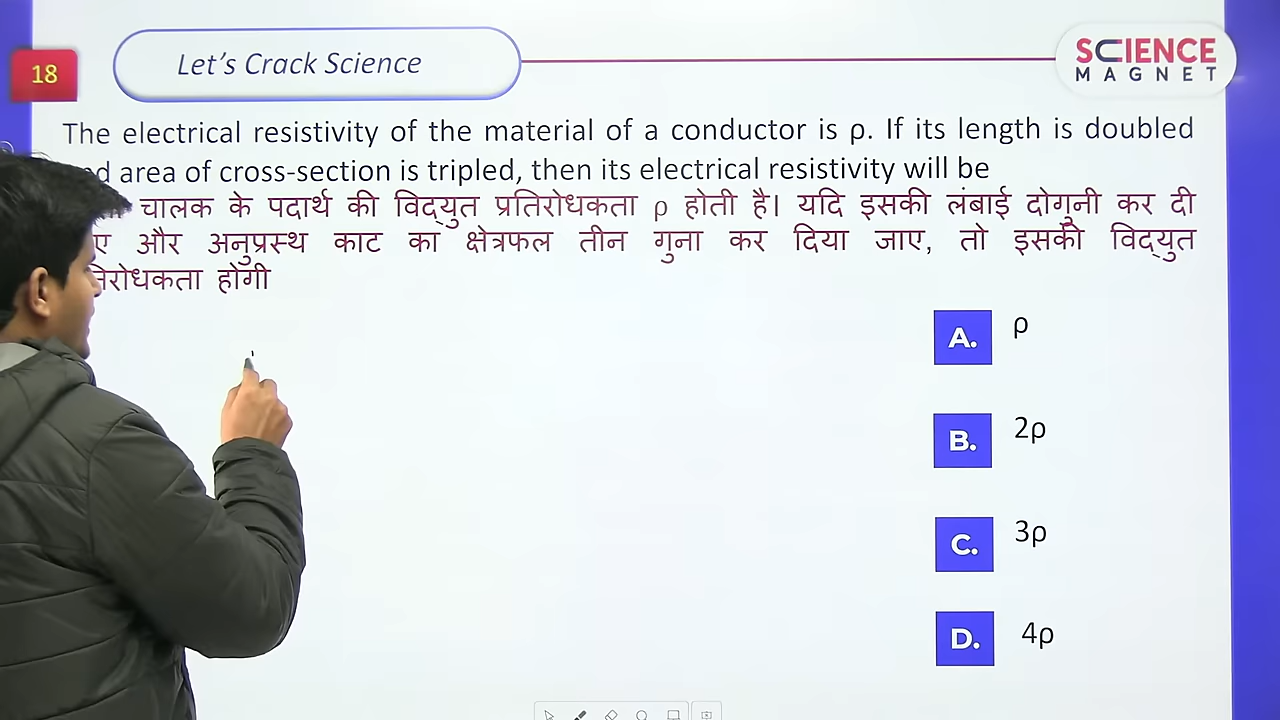 18
Let's Crack Science
SCIENCE
MAGNET
The electrical resistivity of the material of a conductor is ρ. If its length is doubled
area of cross-section is tripled, then its electrical resistivity will be
चालक के पदार्थ की विद्युत प्रतिरोधकता ρ होती है। यदि इसकी लंबाई दोगुनी कर दी
और अनुप्रस्थ काट का क्षेत्रफल तीन गुना कर दिया जाए, तो इसकी विद्युत
होगी
A. ρ
B. 2ρ
C. 3ρ
D. 4ρ